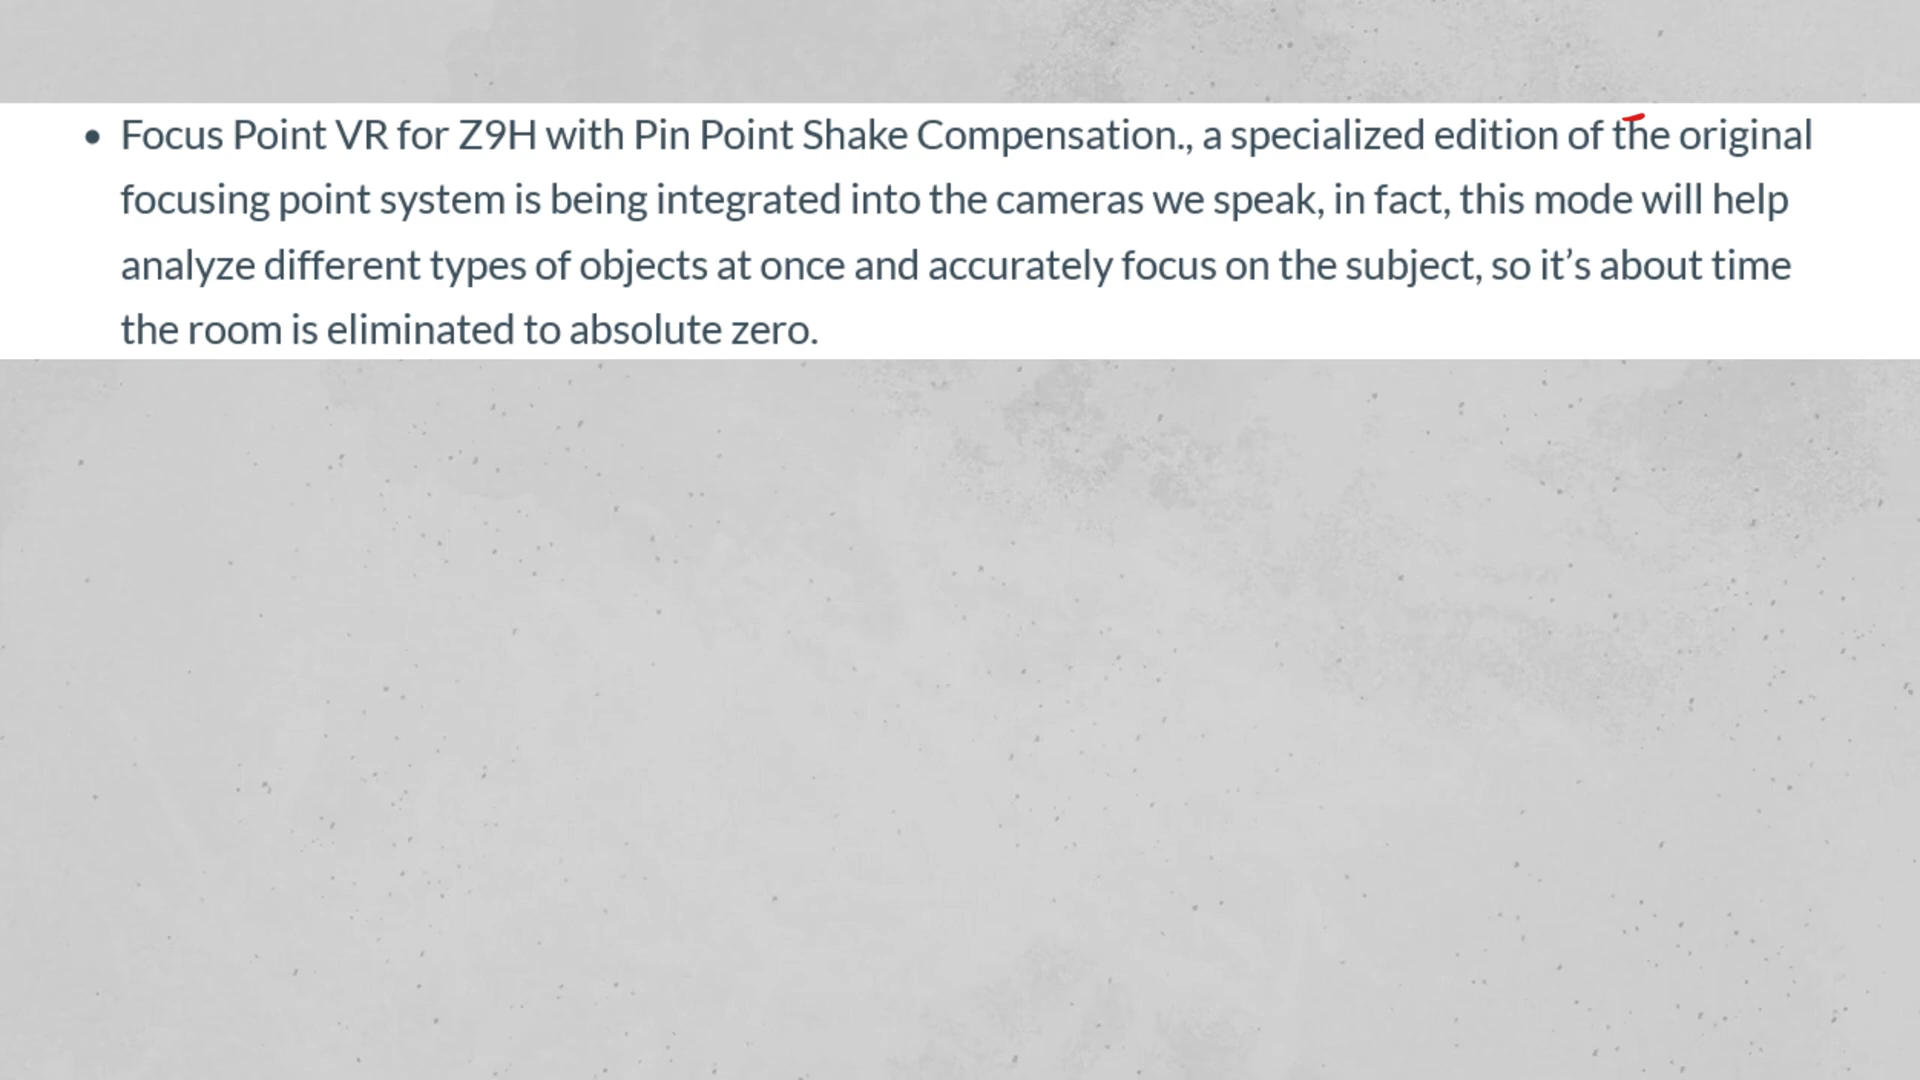 • Focus Point VR for Z9H with Pin Point Shake Compensation., a specialized edition of the original
focusing point system is being integrated into the cameras we speak, in fact, this mode will help
analyze different types of objects at once and accurately focus on the subject, so it’s about time
the room is eliminated to absolute zero.